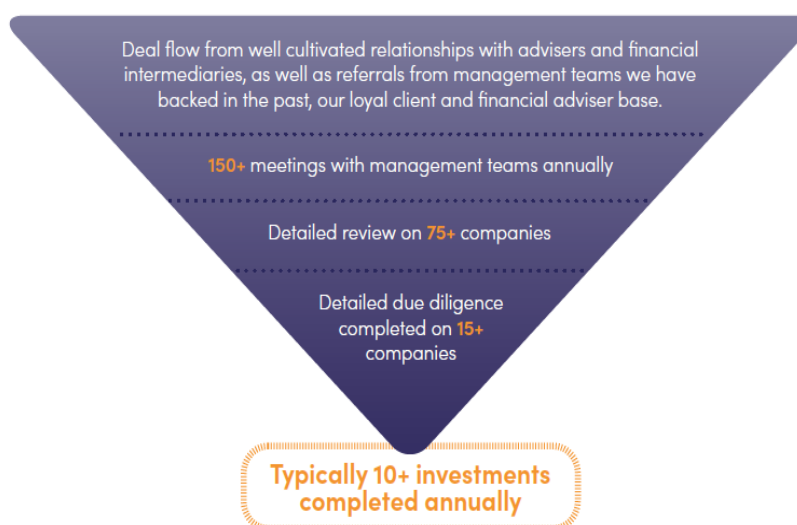 Deal flow from well cultivated relationships with advisers and financial
intermediaries, as well as referrals from management teams we have
backed in the past, our loyal client and financial adviser base.
150+ meetings with management teams annually
Detailed review on 75+ companies
Detailed due diligence
completed on 15+
companies
Typically 10+ investments
completed annually